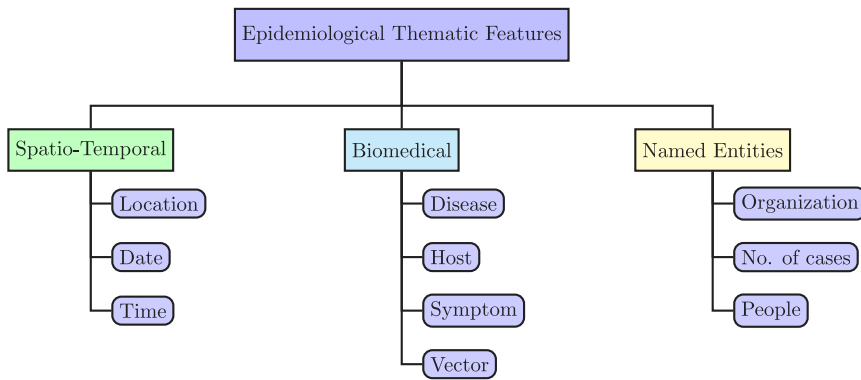 Epidemiological Thematic Features
Spatio-Temporal
Location
Date
Time
Biomedical
Disease
Host
Symptom
Vector
Named Entities
Organization
No. of cases
People